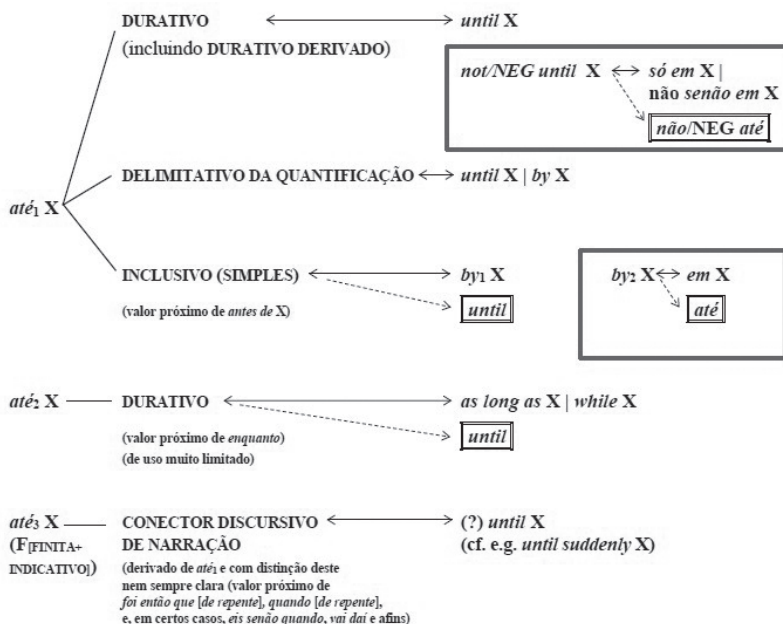 DURATIVO ⟷ until X
(incluindo DURATIVO DERIVADO)
not/NEG until X ⟷ só em X |
não senão em X
não/NEG até
DELIMITATIVO DA QUANTIFICAÇÃO ⟷ until X | by X
até₁ X
INCLUSIVO (SIMPLES) ⟷ by₁ X
(valor próximo de antes de X)
until
by₂ X ⟷ em X
até
até₂ X — DURATIVO ⟷ as long as X | while X
(valor próximo de enquanto)
(de uso muito limitado)
until
até₃ X — CONECTOR DISCURSIVO ⟷ (?) until X
(F[FINITA+ DE NARRAÇÃO (cf. e.g. until suddenly X)
INDICATIVO]) (derivado de até₁ e com distinção deste
nem sempre clara (valor próximo de
foi então que [de repente], quando [de repente],
e, em certos casos, eis senão quando, vai daí e afins)